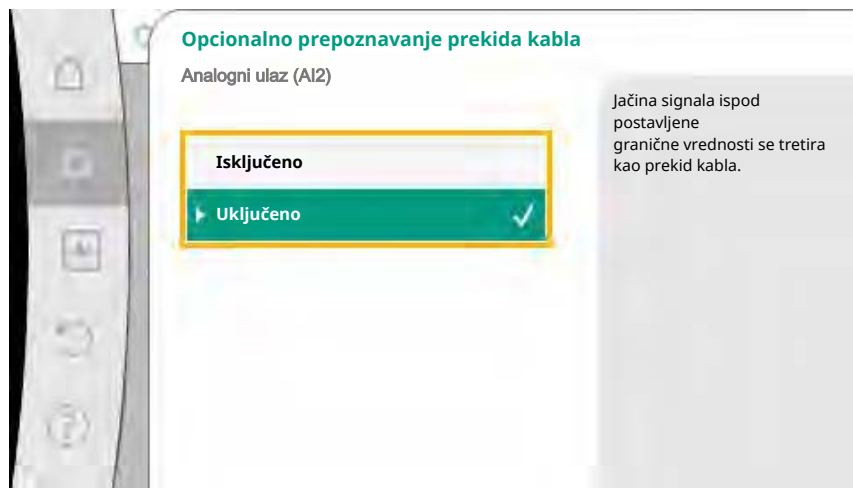 Opcionalno prepoznavanje prekida kabla
Analogni ulaz (AI2)
Isključeno
Uključeno
Jačina signala ispod
postavljene
granične vrednosti se tretira
kao prekid kabla.